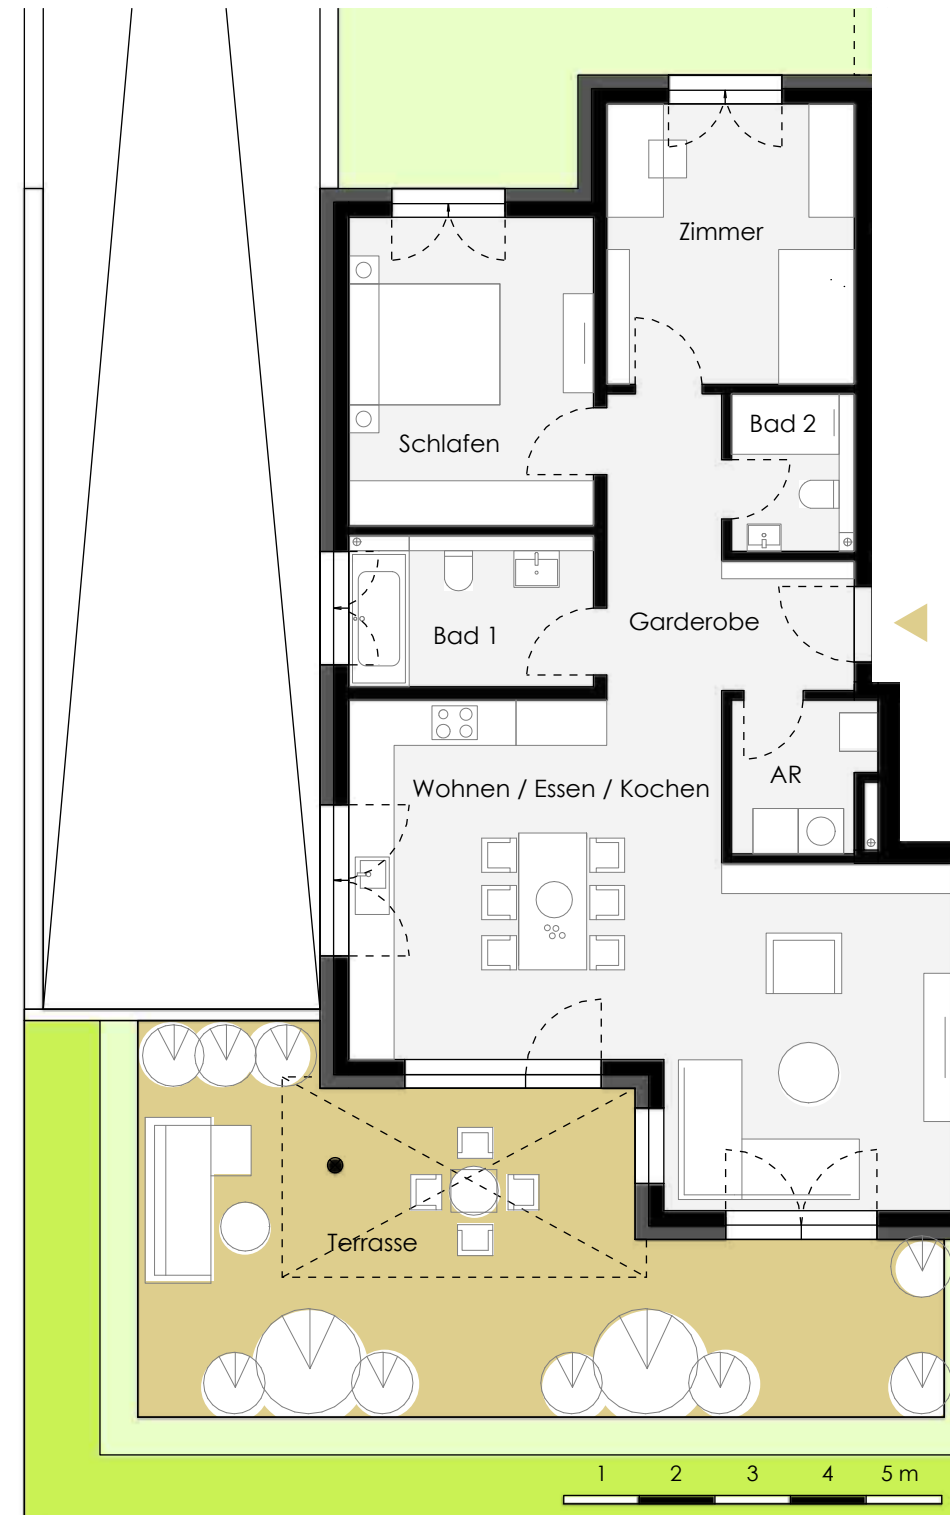 Zimmer
Bad 2
Schlafen
Garderobe
Bad 1
AR
Wohnen / Essen / Kochen
Terrasse
1 2 3 4 5 m